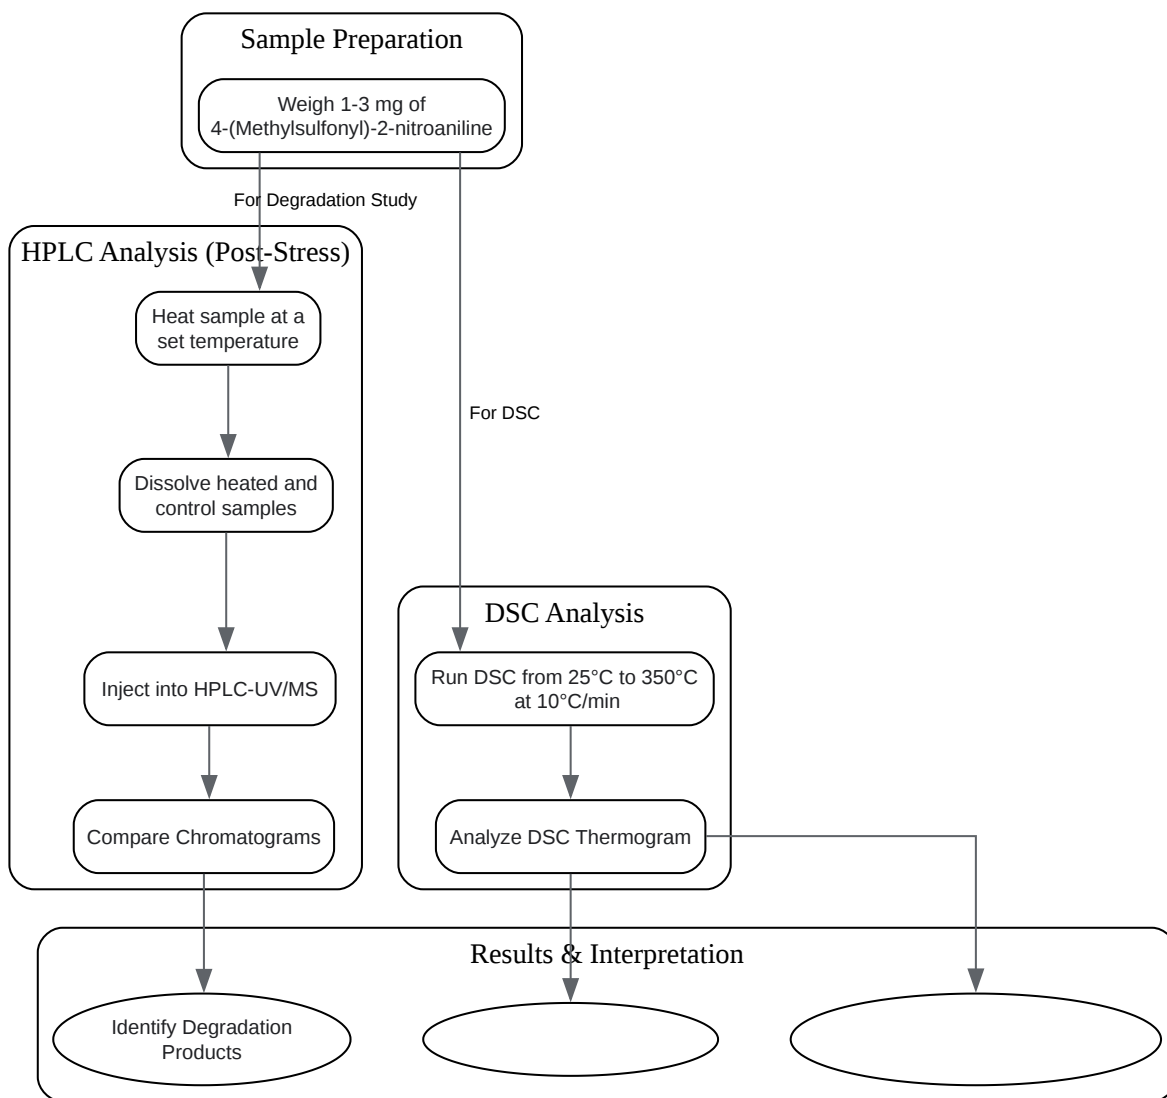 Sample Preparation
Weigh 1-3 mg of
4-(Methylsulfonyl)-2-nitroaniline
For Degradation Study
HPLC Analysis (Post-Stress)
Heat sample at a
set temperature
For DSC
Dissolve heated and
control samples
DSC Analysis
Inject into HPLC-UV/MS
Run DSC from 25°C to 350°C
at 10°C/min
Compare Chromatograms
Analyze DSC Thermogram
Results & Interpretation
Identify Degradation
Products